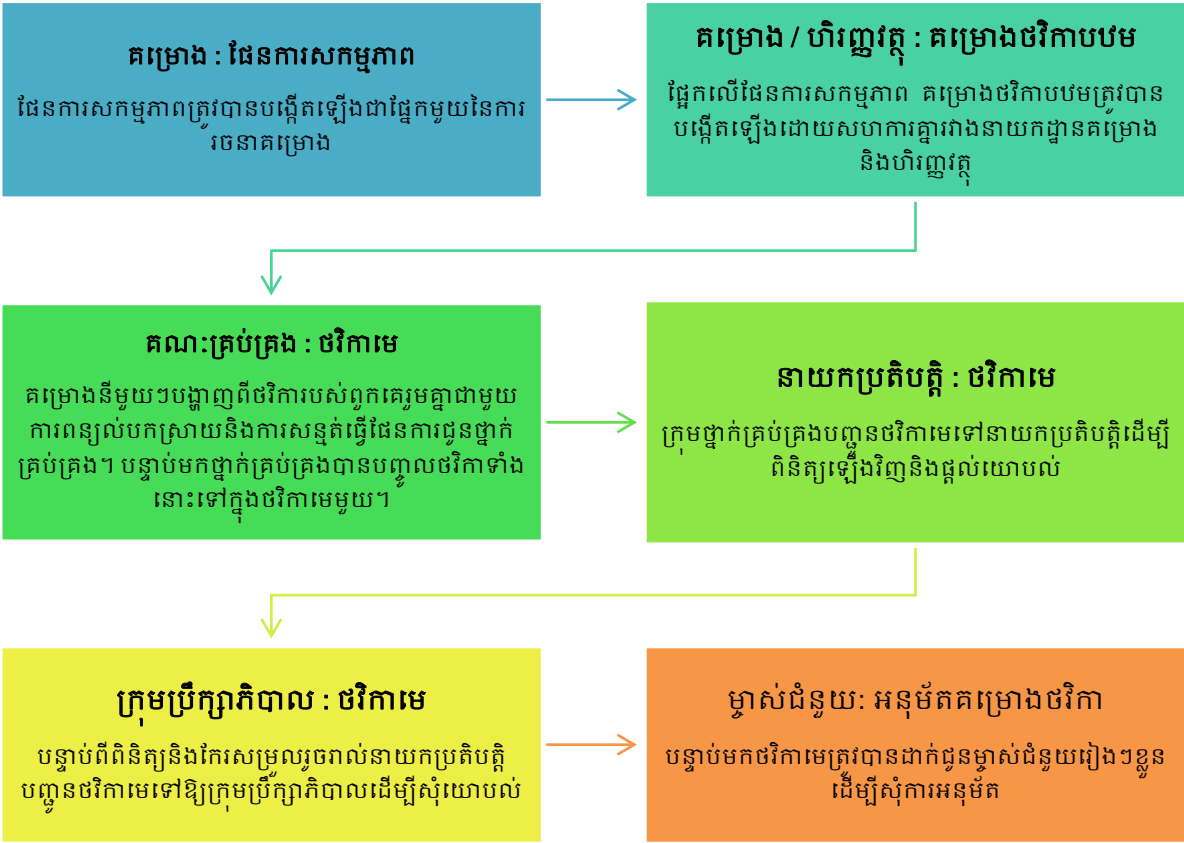 គម្រោង : ផែនការសកម្មភាព
ផែនការសកម្មភាពត្រូវបានបង្កើតឡើងជាផ្នែកមួយនៃការ
រចនាគម្រោង
គម្រោង / ហិរញ្ញវត្ថុ : គម្រោងថវិកាបឋម
ផ្អែកលើផែនការសកម្មភាព គម្រោងថវិកាបឋមត្រូវបាន
បង្កើតឡើងដោយសហការគ្នារវាងនាយកដ្ឋានគម្រោង
និងហិរញ្ញវត្ថុ
គណៈគ្រប់គ្រង : ថវិកាមេ
គម្រោងនីមួយៗបង្ហាញពីថវិការបស់ពួកគេរួមគ្នាជាមួយ
ការពន្យល់បកស្រាយនិងការសន្មត់ធ្វើផែនការជូនថ្នាក់
គ្រប់គ្រង។ បន្ទាប់មកថ្នាក់គ្រប់គ្រងបានបញ្ចូលថវិកាទាំង
នោះទៅក្នុងថវិកាមេមួយ។
នាយកប្រតិបត្តិ : ថវិកាមេ
ក្រុមថ្នាក់គ្រប់គ្រងបញ្ជូនថវិកាមេទៅនាយកប្រតិបត្តិដើម្បី
ពិនិត្យឡើងវិញនិងផ្តល់យោបល់
ក្រុមប្រឹក្សាភិបាល : ថវិកាមេ
បន្ទាប់ពីពិនិត្យនិងកែរសម្រួលរួចរាល់នាយកប្រតិបត្តិ
បញ្ជូនថវិកាមេទៅឱ្យក្រុមប្រឹក្សាភិបាលដើម្បីសុំយោបល់
ម្ចាស់ជំនួយ: អនុម័តគម្រោងថវិកា
បន្ទាប់មកថវិកាមេត្រូវបានដាក់ជូនម្ចាស់ជំនួយរៀងៗខ្លួន
ដើម្បីសុំការអនុម័ត